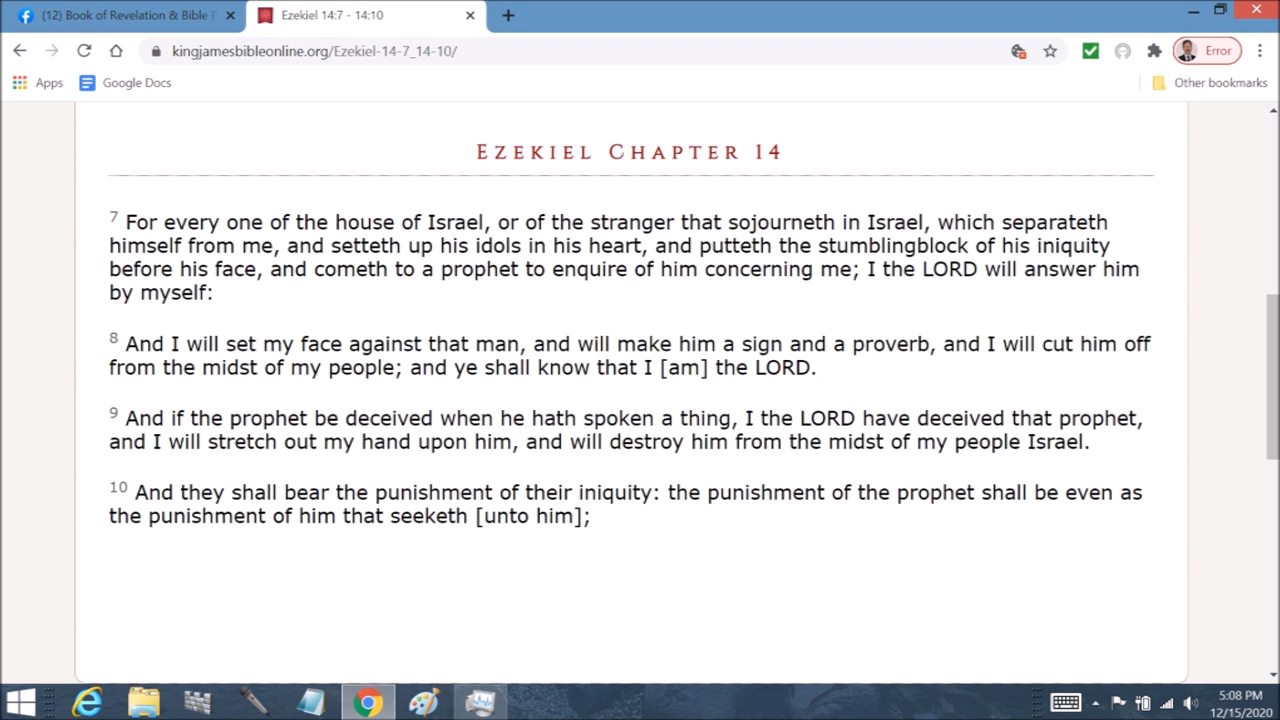 (12) Book of Revelation & Bible P
Ezekiel 14:7 - 14:10
kingjamesbibleonline.org/Ezekiel-14-7_14-10/
Error
Apps
Google Docs
Other bookmarks
EZEKIEL CHAPTER 14
7 For every one of the house of Israel, or of the stranger that sojourneth in Israel, which separateth
himself from me, and setteth up his idols in his heart, and putteth the stumblingblock of his iniquity
before his face, and cometh to a prophet to enquire of him concerning me; I the LORD will answer him
by myself:
8 And I will set my face against that man, and will make him a sign and a proverb, and I will cut him off
from the midst of my people; and ye shall know that I [am] the LORD.
9 And if the prophet be deceived when he hath spoken a thing, I the LORD have deceived that prophet,
and I will stretch out my hand upon him, and will destroy him from the midst of my people Israel.
10 And they shall bear the punishment of their iniquity: the punishment of the prophet shall be even as
the punishment of him that seeketh [unto him];
5:08 PM
12/15/2020